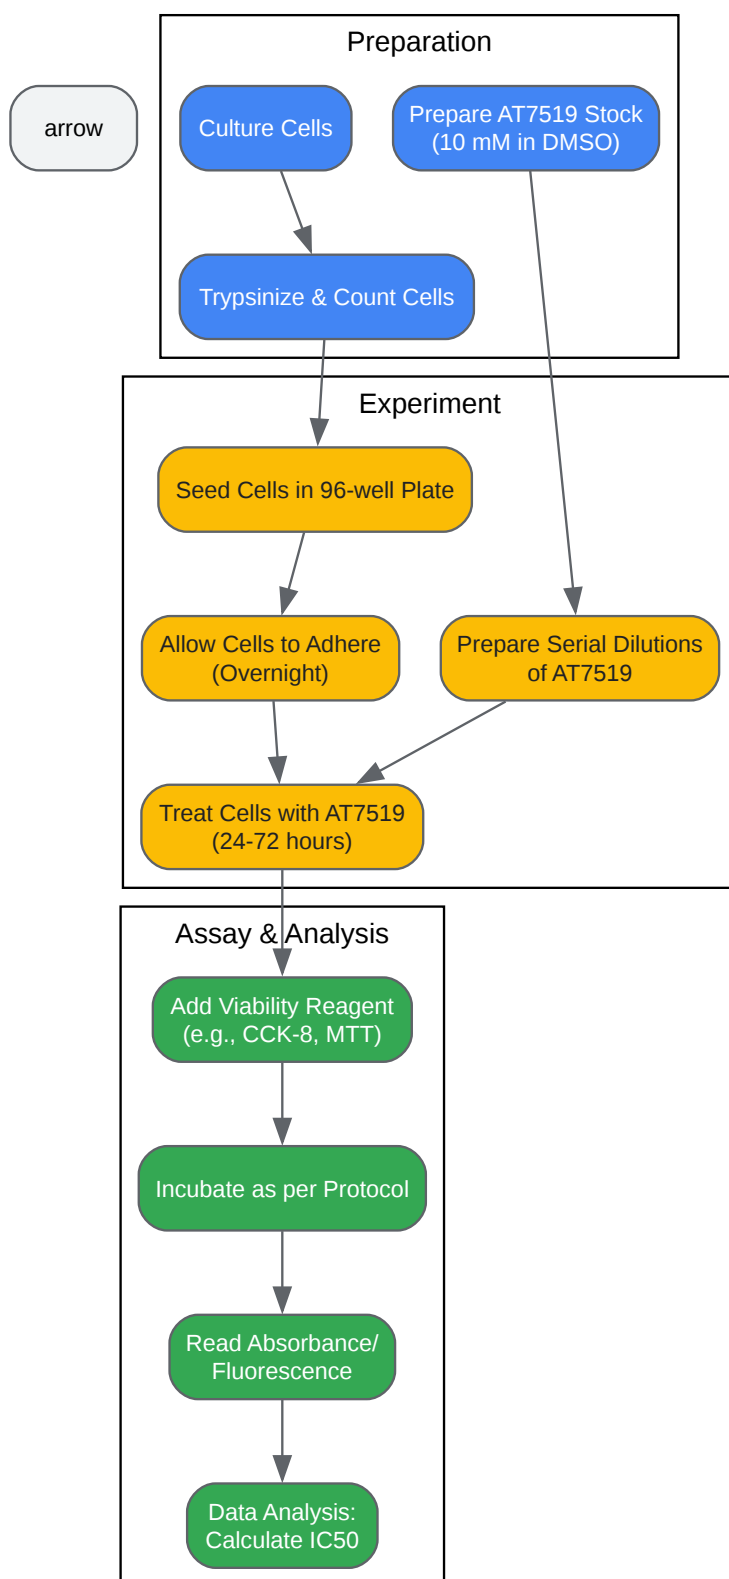 Preparation
arrow
Culture Cells
Prepare AT7519 Stock
(10 mM in DMSO)
Trypsinize & Count Cells
Experiment
Seed Cells in 96-well Plate
Allow Cells to Adhere
(Overnight)
Prepare Serial Dilutions
of AT7519
Treat Cells with AT7519
(24-72 hours)
Assay & Analysis
Add Viability Reagent
(e.g., CCK-8, MTT)
Incubate as per Protocol
Read Absorbance/
Fluorescence
Data Analysis:
Calculate IC50